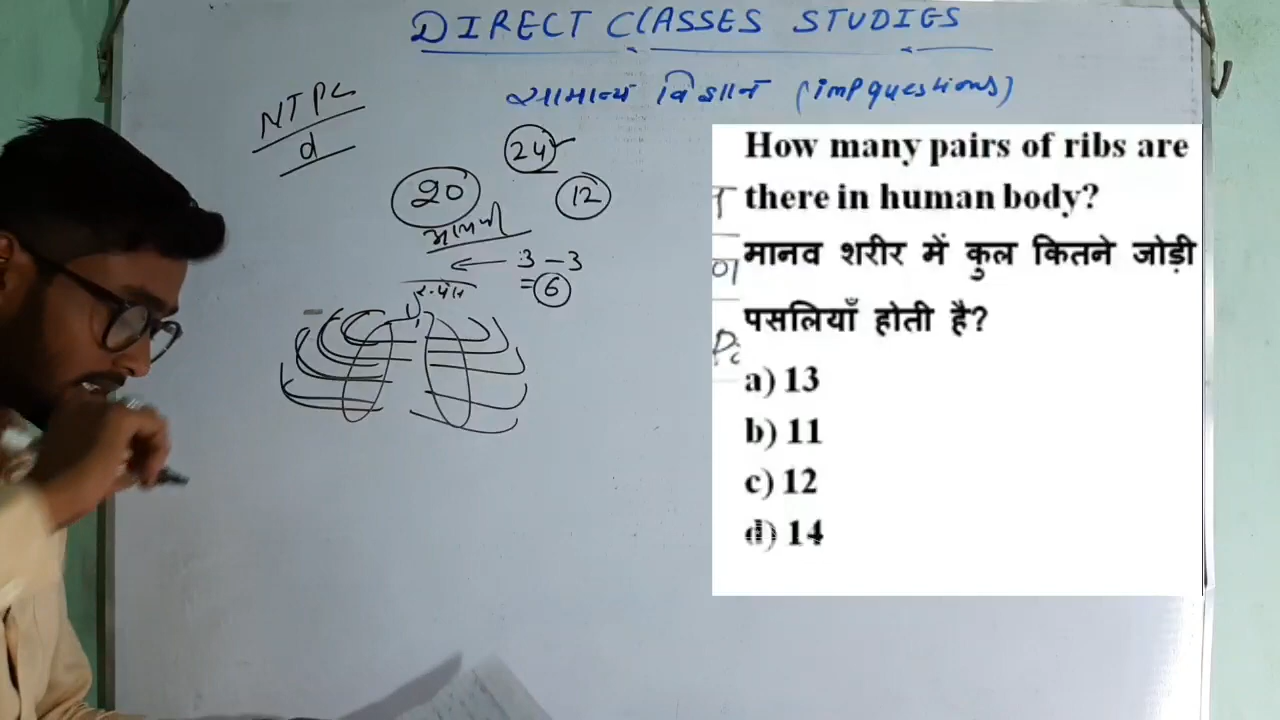 DIRECT CLASSES STUDIES
सामान्य विज्ञान (imp questions)
NTPC
d
24
20
12
3 - 3
= 6
How many pairs of ribs are
there in human body?
मानव शरीर में कुल कितने जोड़ी
पसलियाँ होती है?
a) 13
b) 11
c) 12
d) 14